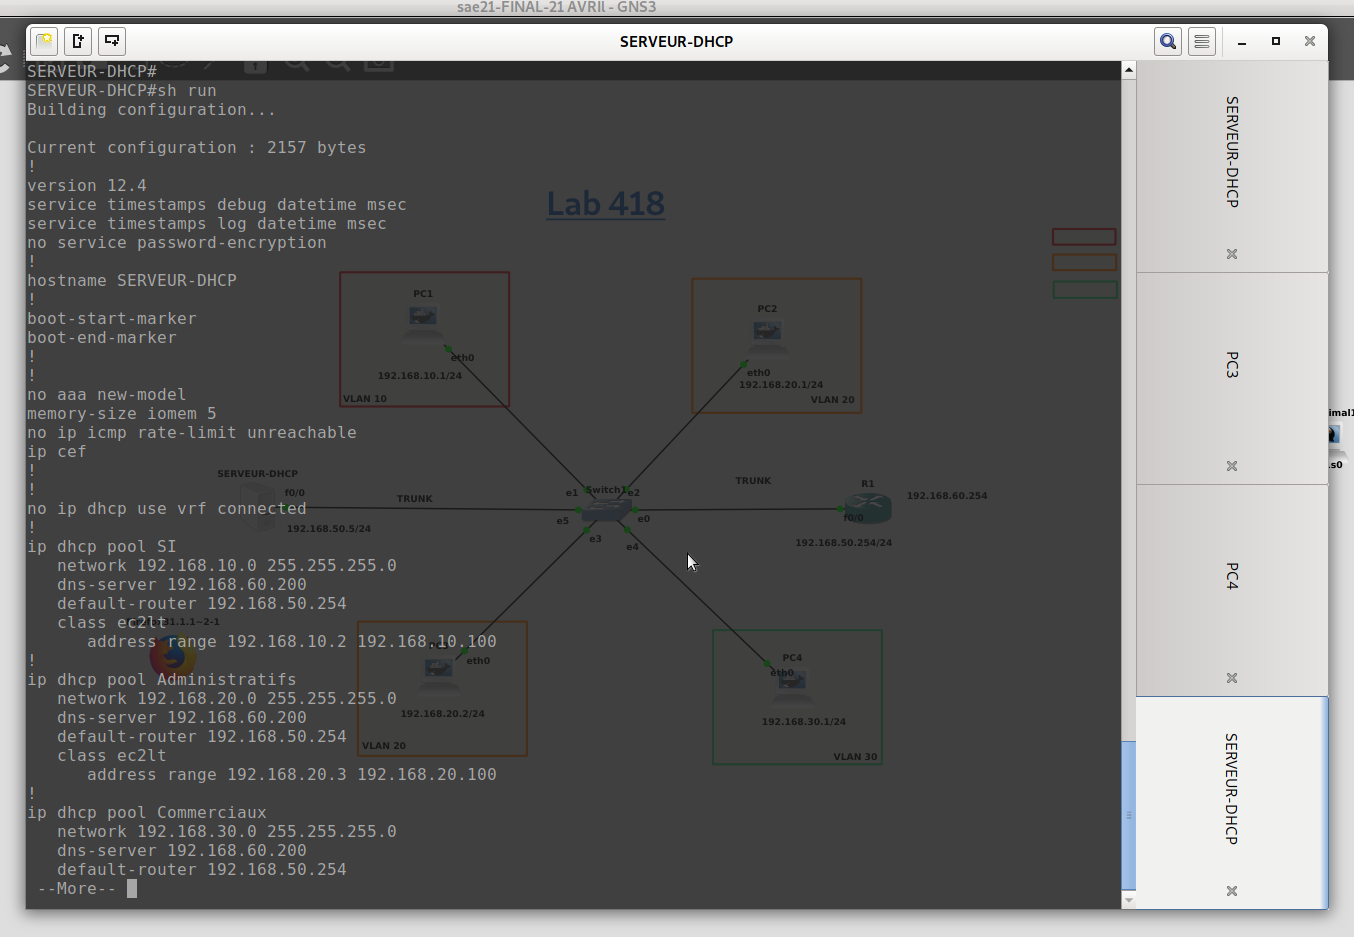 sae21-FINAL-21 AVRIl - GNS3
SERVEUR-DHCP
SERVEUR-DHCP#
SERVEUR-DHCP#sh run
Building configuration...
Current configuration : 2157 bytes
!
version 12.4
service timestamps debug datetime msec
service timestamps log datetime msec
no service password-encryption
!
hostname SERVEUR-DHCP
!
boot-start-marker
boot-end-marker
!
!
no aaa new-model
memory-size iomem 5
no ip icmp rate-limit unreachable
ip cef
!
!
no ip dhcp use vrf connected
!
ip dhcp pool SI
network 192.168.10.0 255.255.255.0
dns-server 192.168.60.200
default-router 192.168.50.254
class ec2lt
address range 192.168.10.2 192.168.10.100
!
ip dhcp pool Administratifs
network 192.168.20.0 255.255.255.0
dns-server 192.168.60.200
default-router 192.168.50.254
class ec2lt
address range 192.168.20.3 192.168.20.100
!
ip dhcp pool Commerciaux
network 192.168.30.0 255.255.255.0
dns-server 192.168.60.200
default-router 192.168.50.254
--More--
Lab 418
PC1
eth0
192.168.10.1/24
VLAN 10
PC2
eth0
192.168.20.1/24
VLAN 20
SERVEUR-DHCP
f0/0
TRUNK
192.168.50.5/24
e1
Switch1
e2
e5
e0
e3
e4
TRUNK
R1
f0/0
192.168.60.254
192.168.50.254/24
31.1.1~2-1
eth0
192.168.20.2/24
VLAN 20
PC4
eth0
192.168.30.1/24
VLAN 30
SERVEUR-DHCP
PC3
PC4
SERVEUR-DHCP
imal1
.s0